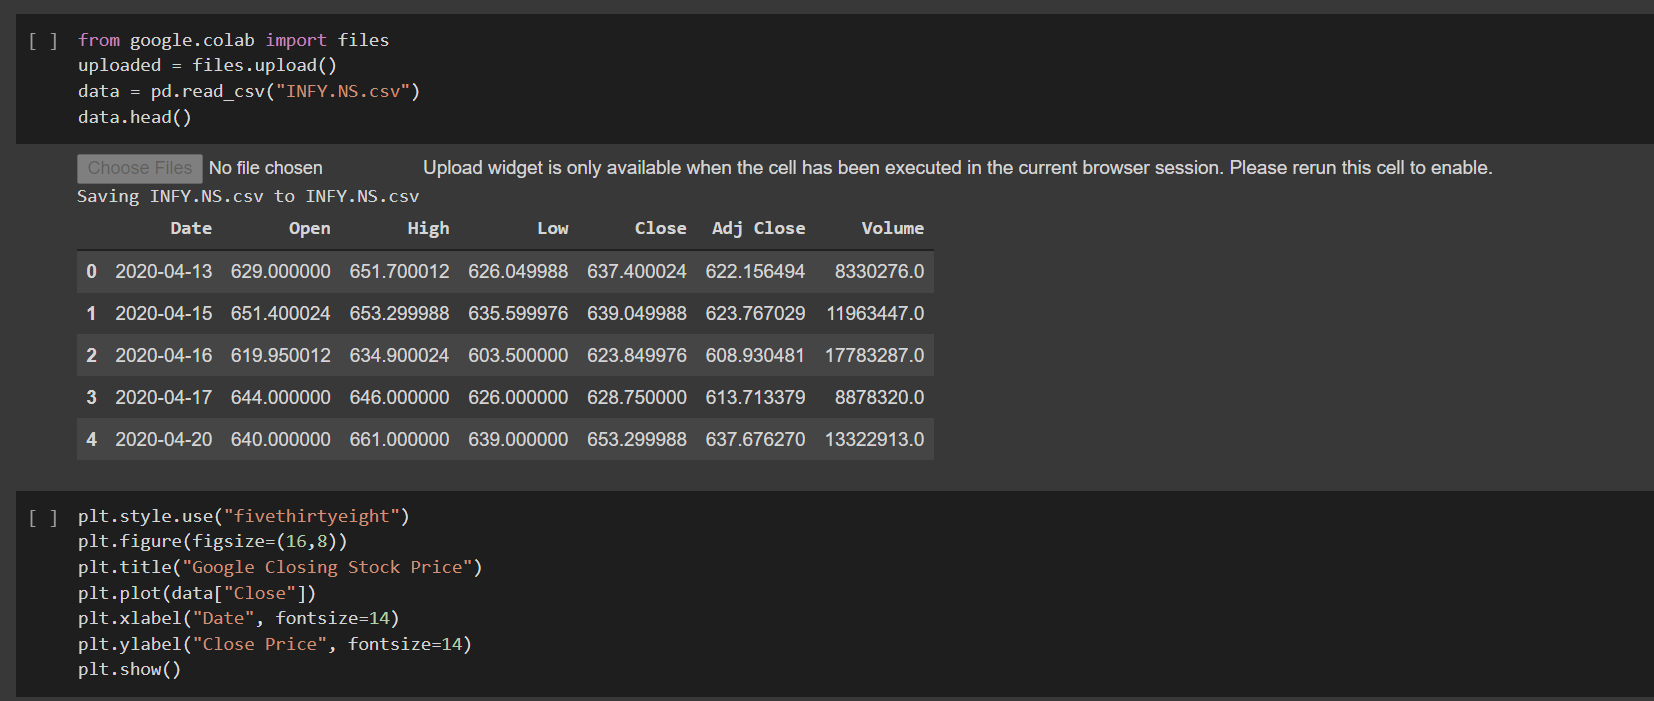 [ ] from google.colab import files
uploaded = files.upload()
data = pd.read_csv("INFY.NS.csv")
data.head()
Choose Files No file chosen Upload widget is only available when the cell has been executed in the current browser session. Please rerun this cell to enable.
Saving INFY.NS.csv to INFY.NS.csv
Date Open High Low Close Adj Close Volume
0 2020-04-13 629.000000 651.700012 626.049988 637.400024 622.156494 8330276.0
1 2020-04-15 651.400024 653.299988 635.599976 639.049988 623.767029 11963447.0
2 2020-04-16 619.950012 634.900024 603.500000 623.849976 608.930481 17783287.0
3 2020-04-17 644.000000 646.000000 626.000000 628.750000 613.713379 8878320.0
4 2020-04-20 640.000000 661.000000 639.000000 653.299988 637.676270 13322913.0
[ ] plt.style.use("fivethirtyeight")
plt.figure(figsize=(16,8))
plt.title("Google Closing Stock Price")
plt.plot(data["Close"])
plt.xlabel("Date", fontsize=14)
plt.ylabel("Close Price", fontsize=14)
plt.show()